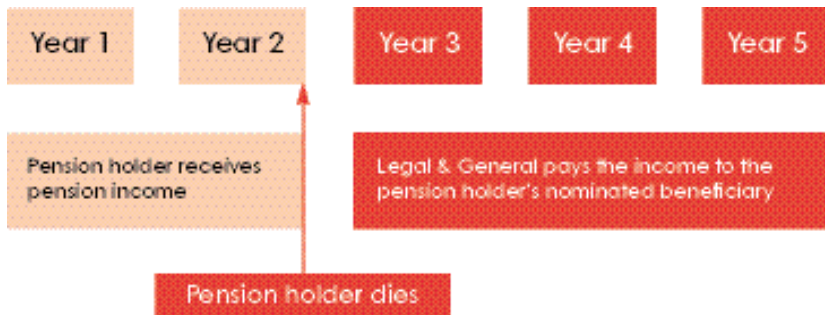 Year 1
Year 2
Year 3
Year 4
Year 5
Pension holder receives
pension income
Legal & General pays the income to the
pension holder's nominated beneficiary
Pension holder dies